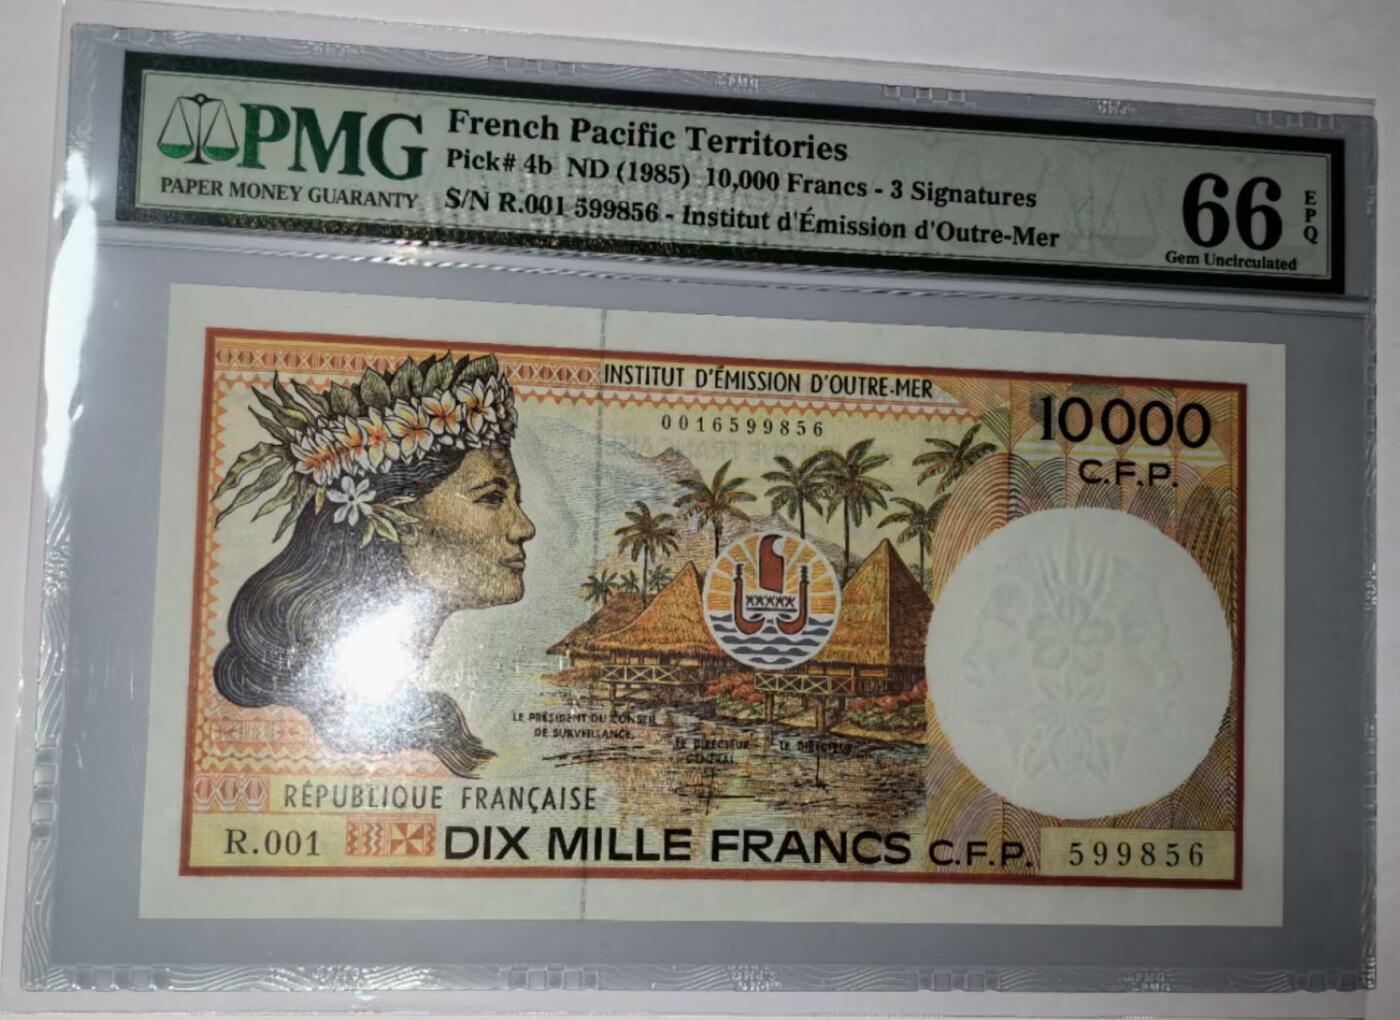 PMG
PAPER MONEY GUARANTY
French Pacific Territories
Pick# 4b ND (1985) 10,000 Francs - 3 Signatures
S/N R.001 599856 - Institut d'Émission d'Outre-Mer
66
EPQ
Gem Uncirculated
INSTITUT D'ÉMISSION D'OUTRE-MER
0016599856
10000
C.F.P.
LE PRÉSIDENT DU CONSEIL
DE SURVEILLANCE,
LE DIRECTEUR
GÉNÉRAL
LE DIRECTEUR
RÉPUBLIQUE FRANÇAISE
R.001
DIX MILLE FRANCS C.F.P.
599856